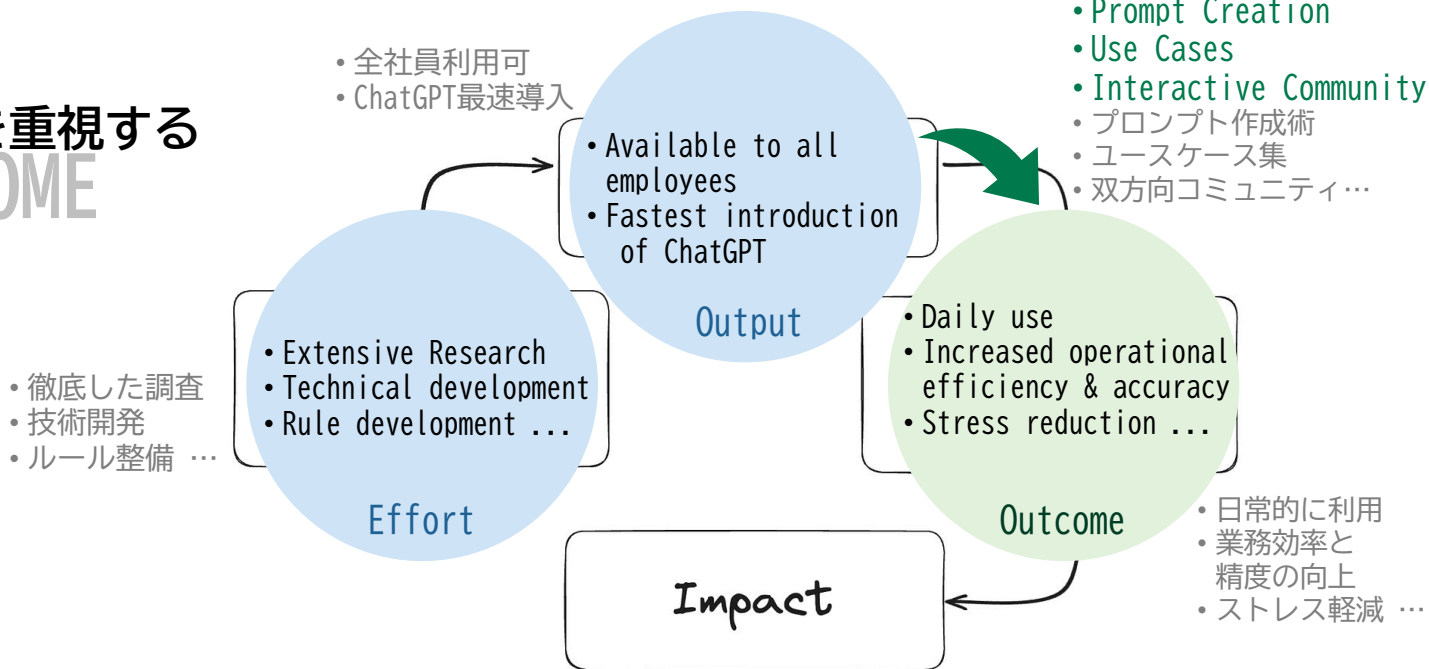 を重視する
OME
• 全社員利用可
• ChatGPT最速導入
• Prompt Creation
• Use Cases
• Interactive Community
• プロンプト作成術
• ユースケース集
• 双方向コミュニティ…
• Available to all
employees
• Fastest introduction
of ChatGPT
Output
• 徹底した調査
• 技術開発
• ルール整備 …
• Extensive Research
• Technical development
• Rule development ...
Effort
• Daily use
• Increased operational
efficiency & accuracy
• Stress reduction ...
Outcome
• 日常的に利用
• 業務効率と
精度の向上
• ストレス軽減 …
Impact